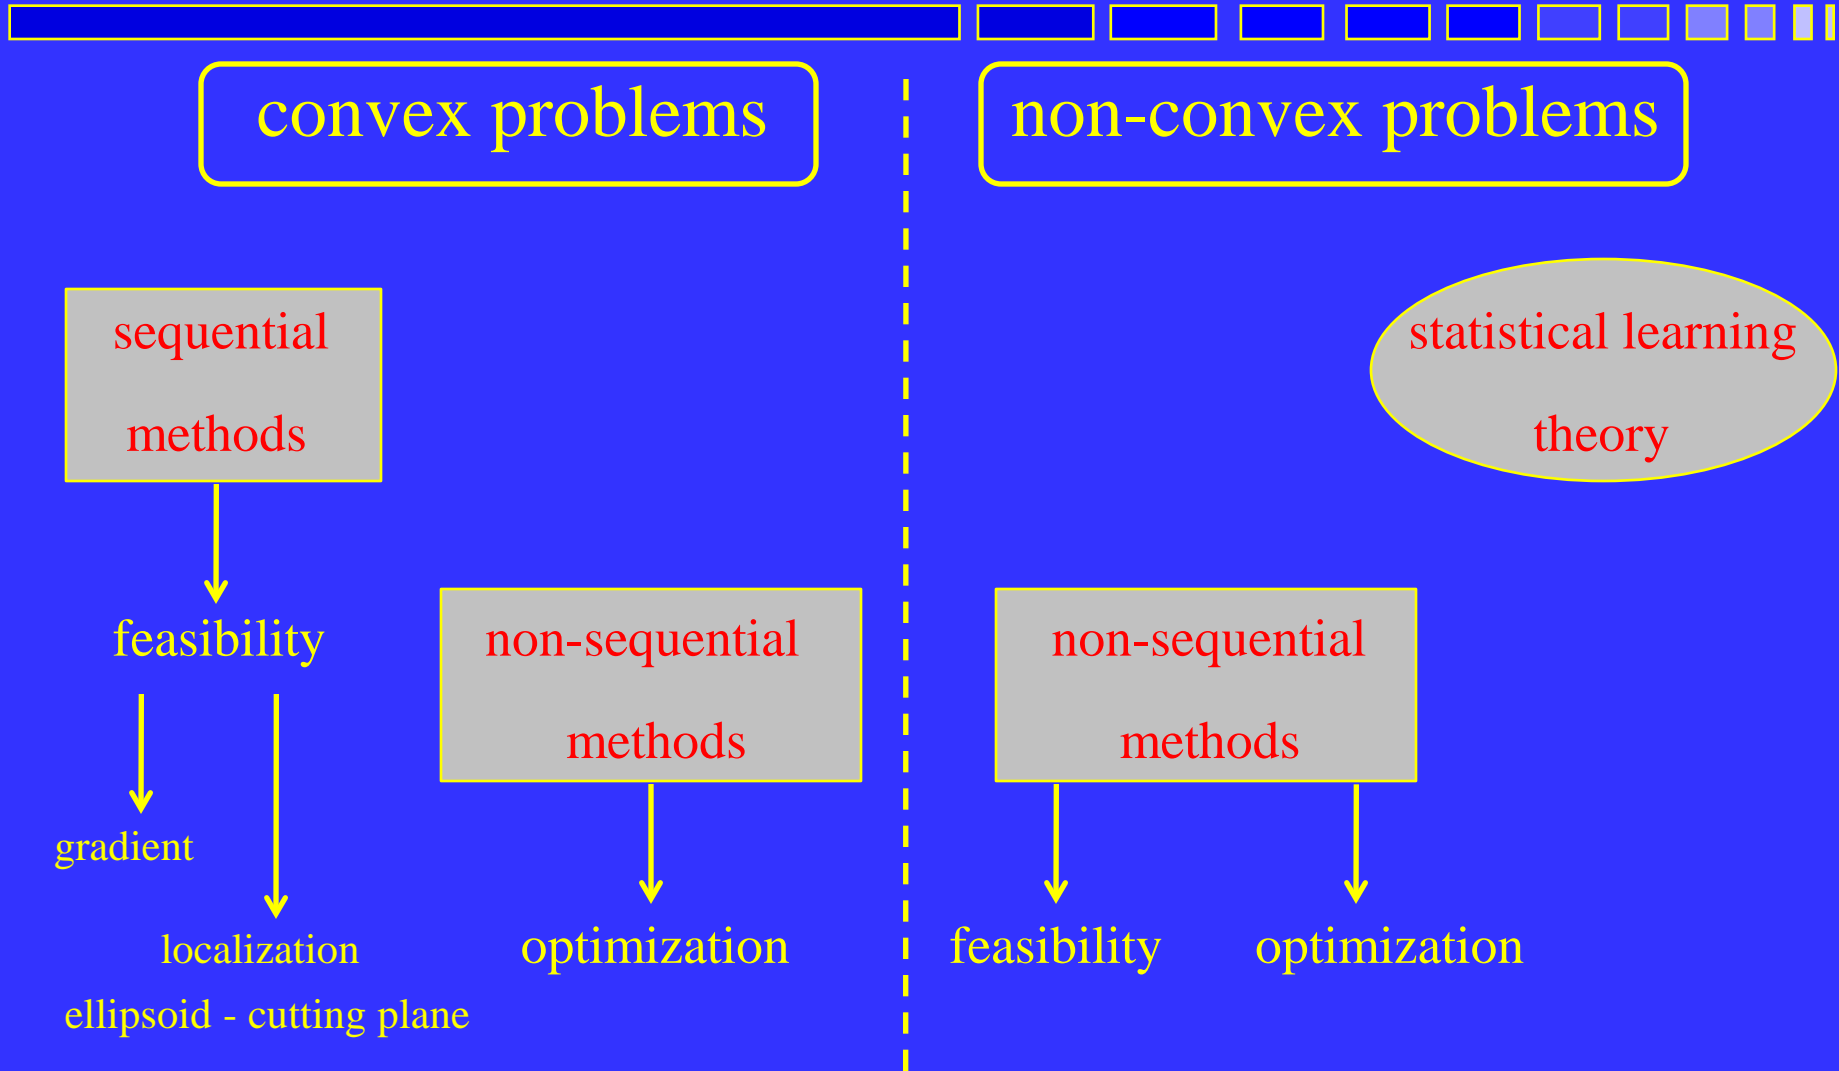 convex problems
non-convex problems
sequential
methods
statistical learning
theory
feasibility
non-sequential
methods
non-sequential
methods
gradient
localization
ellipsoid - cutting plane
optimization
feasibility
optimization